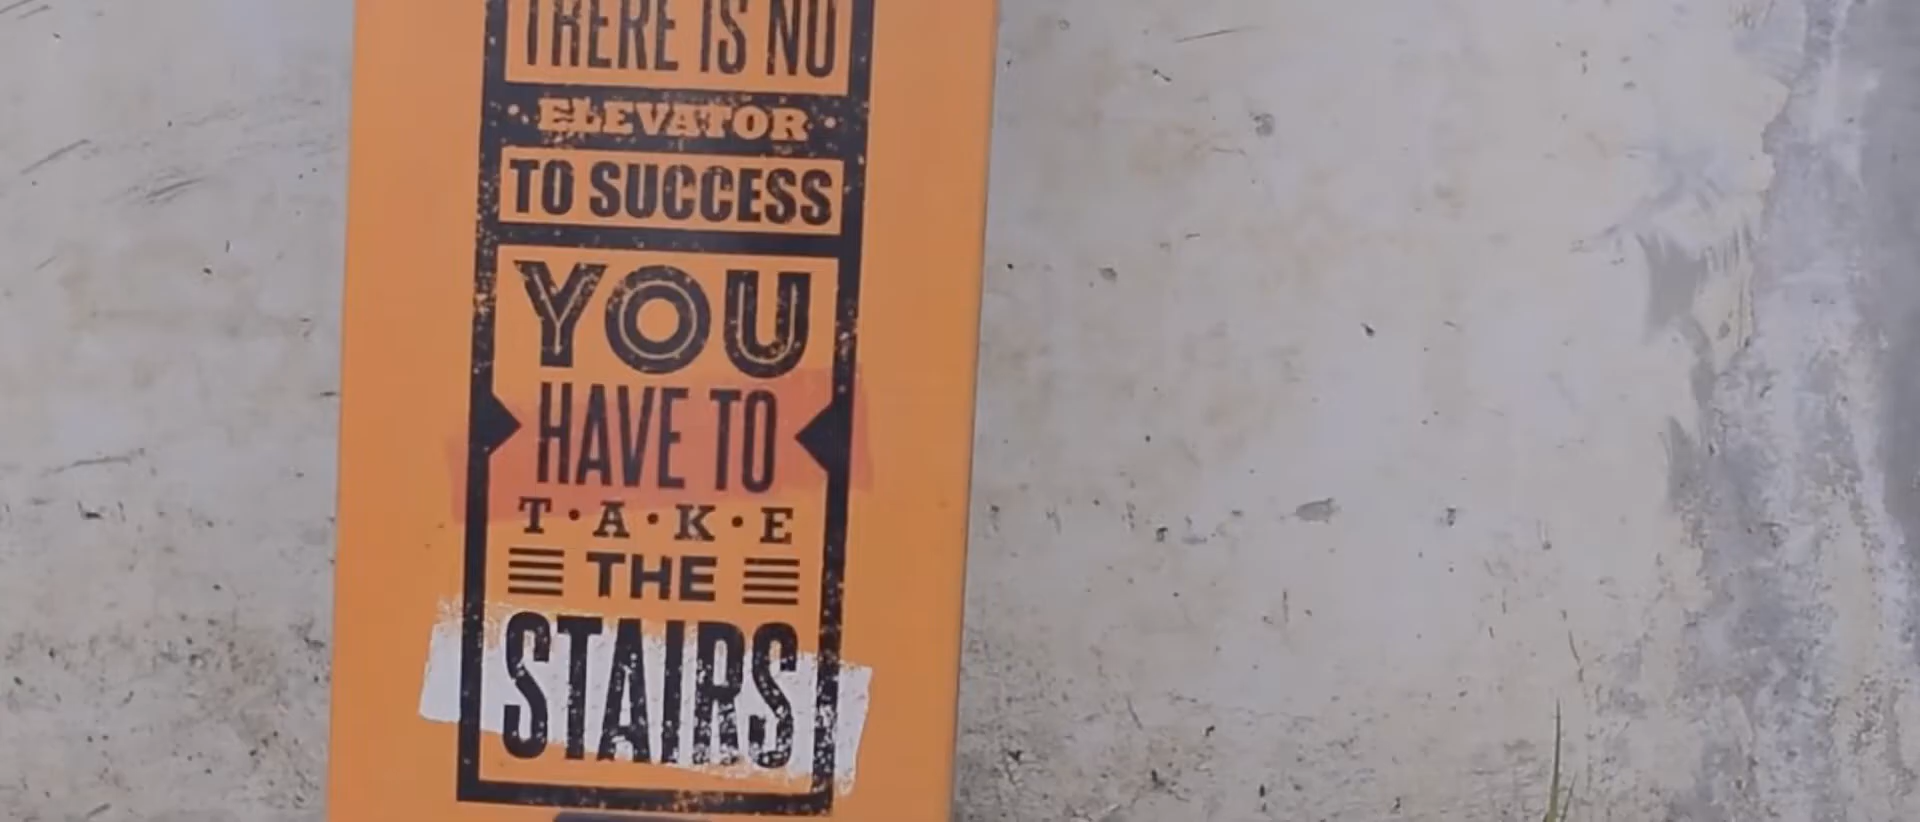 THERE IS NO
ELEVATOR
TO SUCCESS
YOU
HAVE TO
T·A·K·E
THE
STAIRS